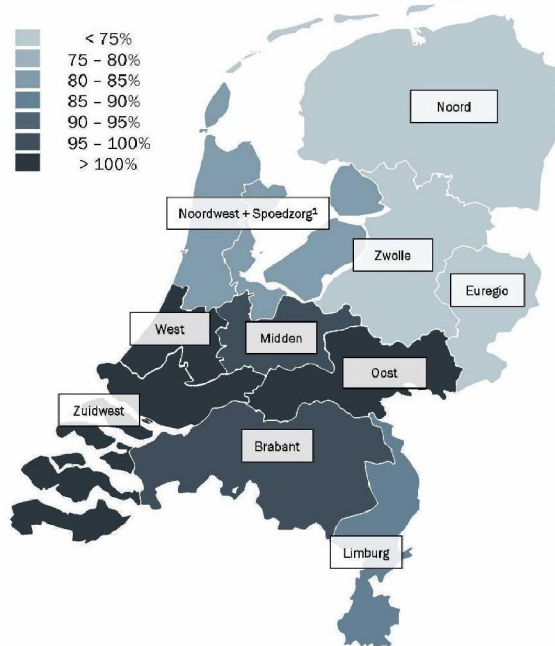 < 75%
75 – 80%
80 – 85%
85 – 90%
90 – 95%
95 – 100%
> 100%
Noord
Noordwest + Spoedzorg¹
Zwolle
Euregio
West
Midden
Oost
Zuidwest
Brabant
Limburg